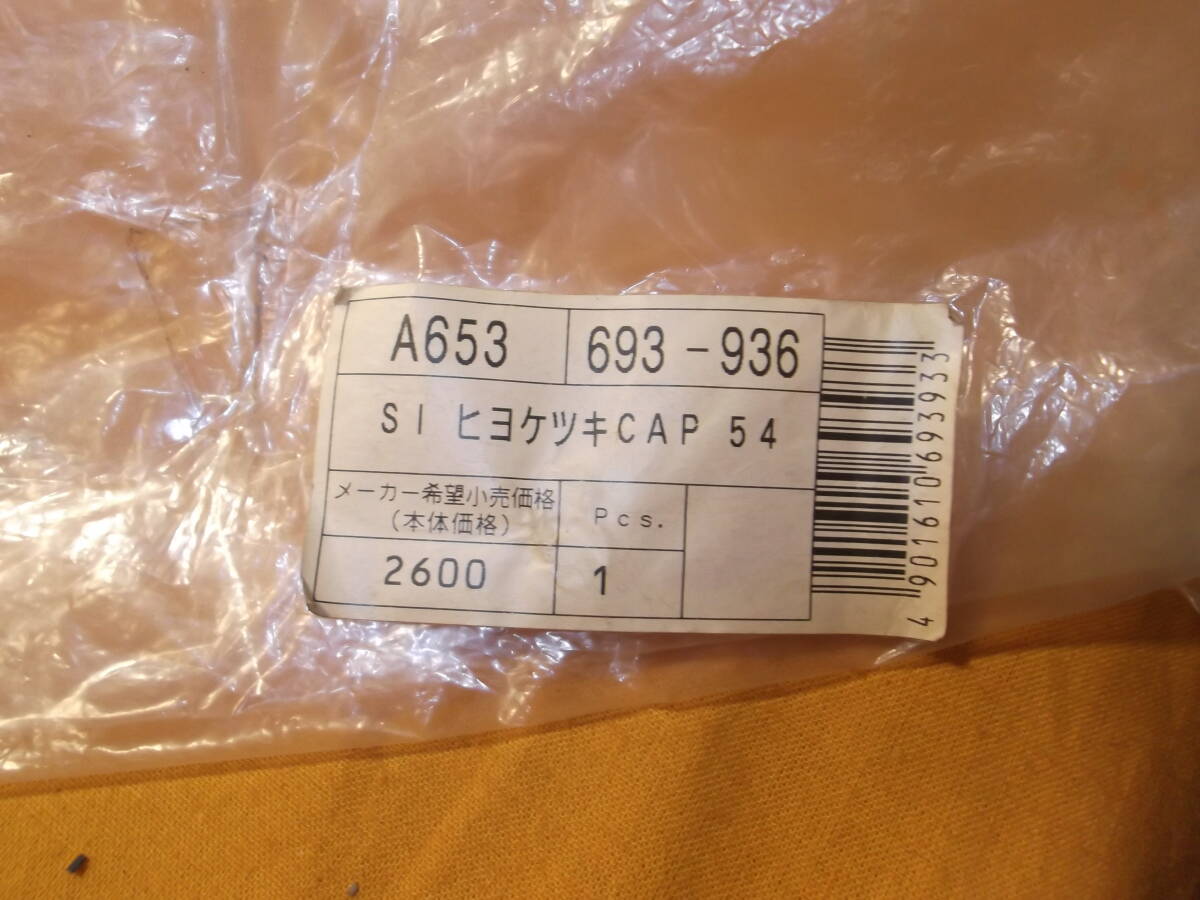 A653 693-936
SI ヒヨケツキCAP 54
メーカー希望小売価格
(本体価格) Pcs.
2600 1
4901610693933